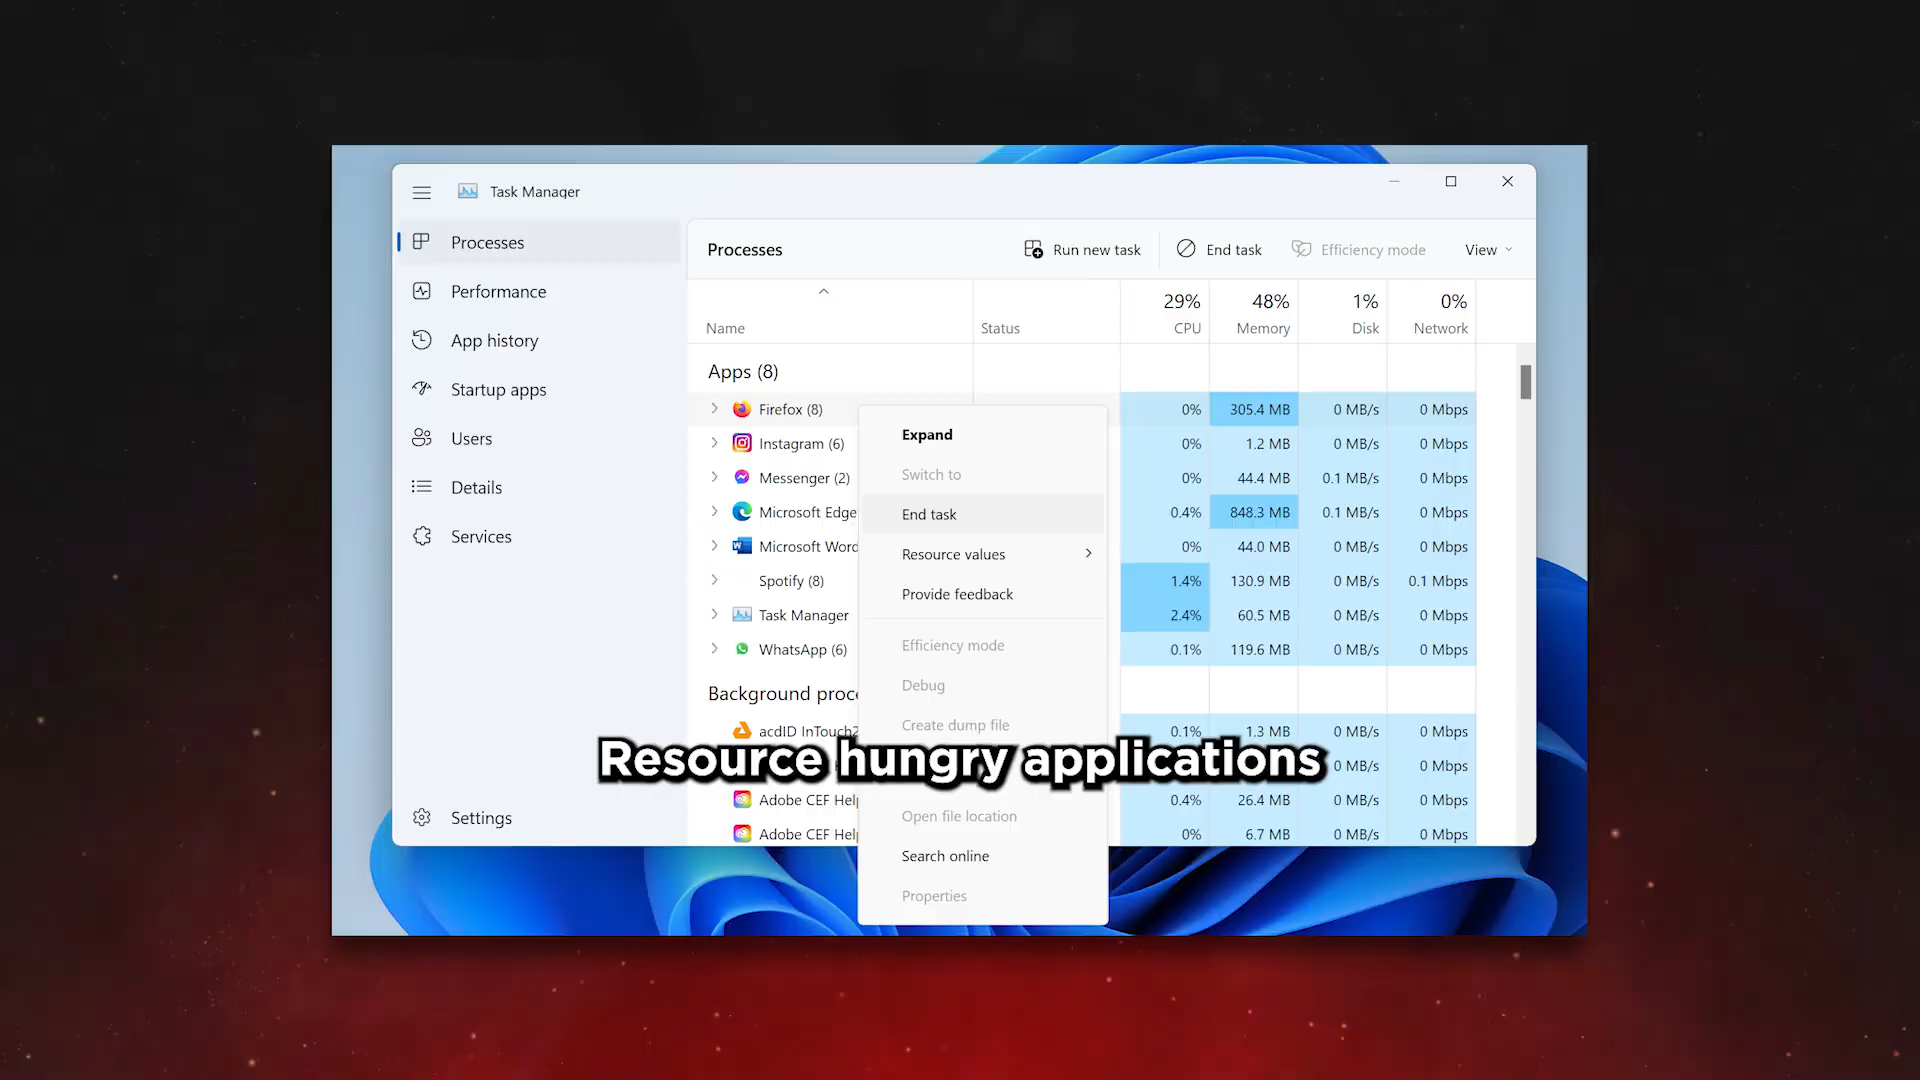 Task Manager
Processes
Performance
App history
Startup apps
Users
Details
Services
Settings
Processes
Run new task
End task
Efficiency mode
View
Name
Status
29% CPU
48% Memory
1% Disk
0% Network
Apps (8)
Firefox (8) 0% 305.4 MB 0 MB/s 0 Mbps
Instagram (6) 0% 1.2 MB 0 MB/s 0 Mbps
Messenger (2) 0% 44.4 MB 0.1 MB/s 0 Mbps
Microsoft Edge 0.4% 848.3 MB 0.1 MB/s 0 Mbps
Microsoft Word 0% 44.0 MB 0 MB/s 0 Mbps
Spotify (8) 1.4% 130.9 MB 0 MB/s 0.1 Mbps
Task Manager 2.4% 60.5 MB 0 MB/s 0 Mbps
WhatsApp (6) 0.1% 119.6 MB 0 MB/s 0 Mbps
Background proc
acdID InTouch2 0.1% 1.3 MB 0 MB/s 0 Mbps
0 MB/s 0 Mbps
Adobe CEF Hel 0.4% 26.4 MB 0 MB/s 0 Mbps
Adobe CEF Hel 0% 6.7 MB 0 MB/s 0 Mbps
Expand
Switch to
End task
Resource values
Provide feedback
Efficiency mode
Debug
Create dump file
Open file location
Search online
Properties
Resource hungry applications